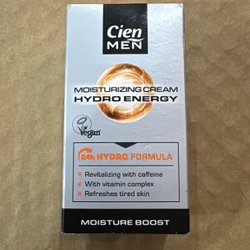 Cien
MEN
MOISTURIZING CREAM
HYDRO ENERGY
vegan
24h HYDRO FORMULA
• Revitalizing with caffeine
• With vitamin complex
• Refreshes tired skin
MOISTURE BOOST